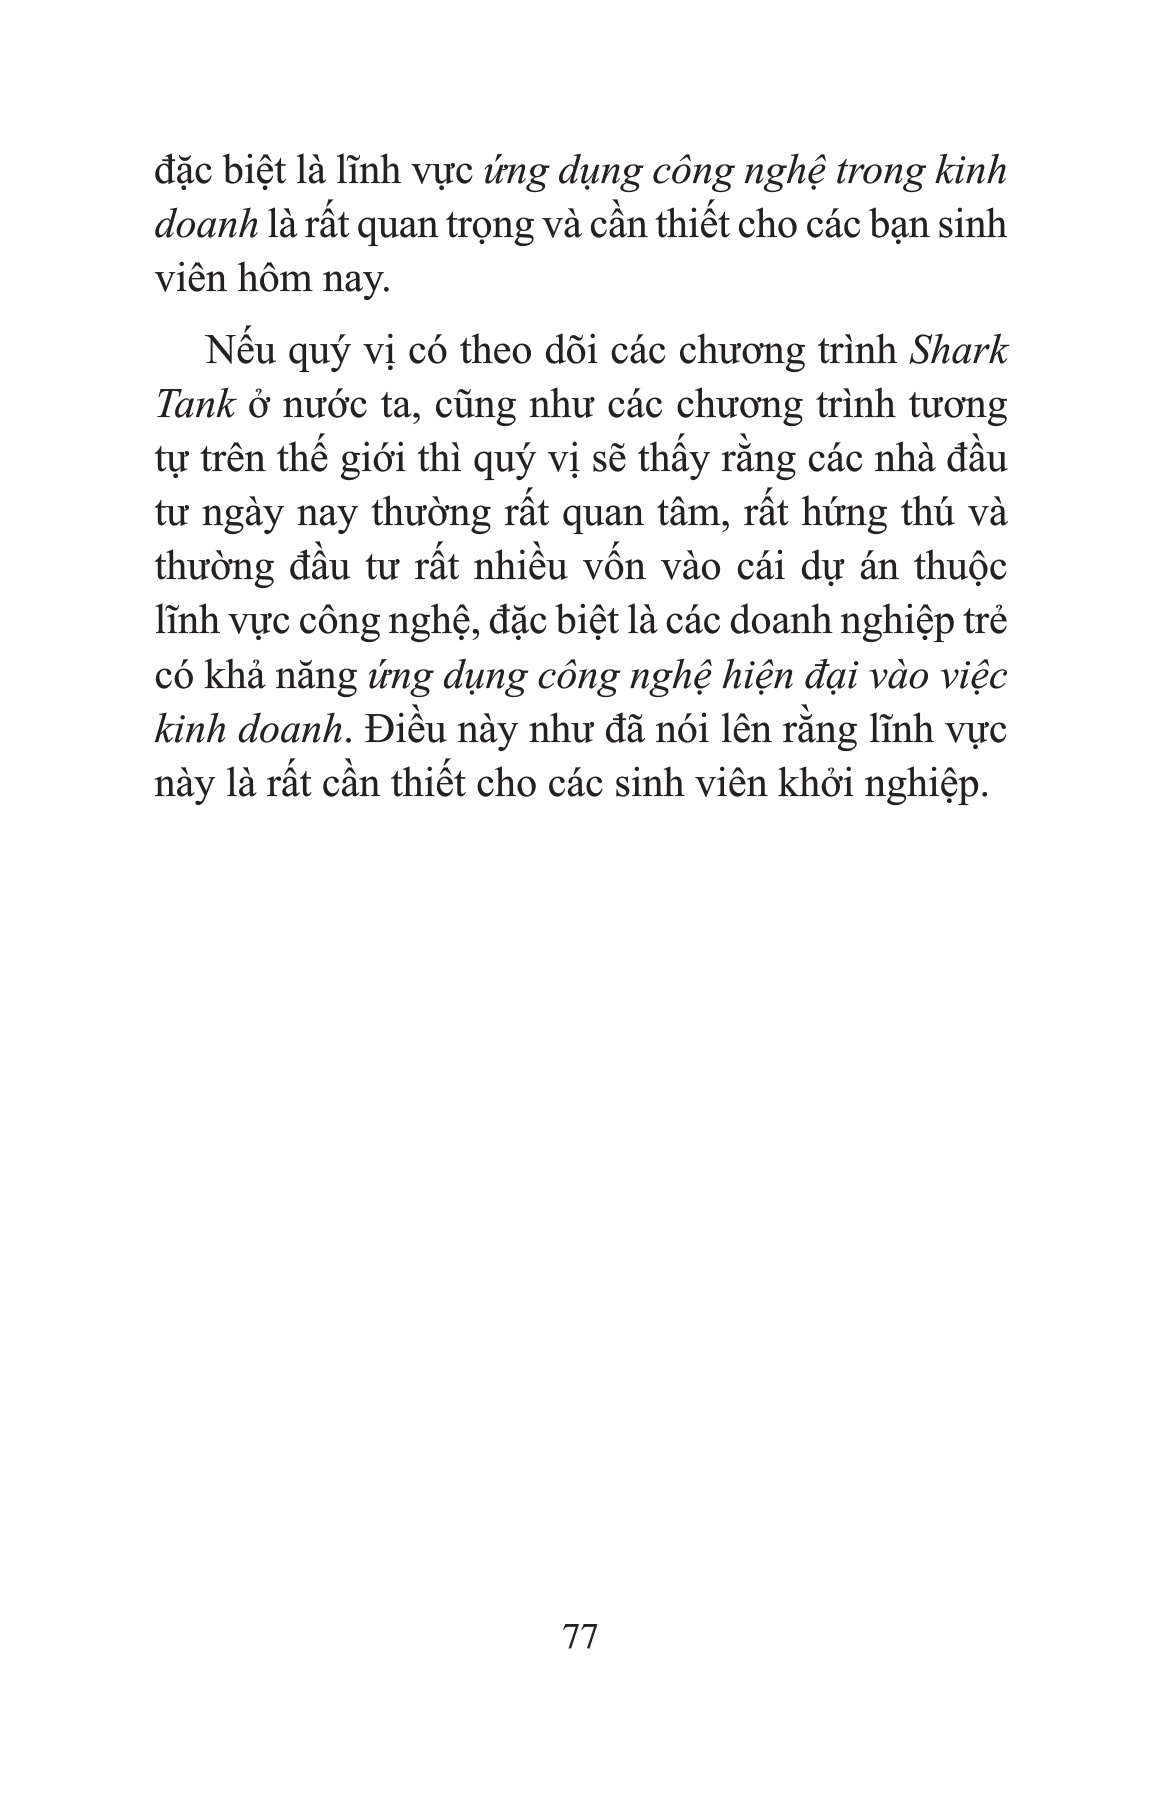 đặc biệt là lĩnh vực ứng dụng công nghệ trong kinh
doanh là rất quan trọng và cần thiết cho các bạn sinh
viên hôm nay.
Nếu quý vị có theo dõi các chương trình Shark
Tank ở nước ta, cũng như các chương trình tương
tự trên thế giới thì quý vị sẽ thấy rằng các nhà đầu
tư ngày nay thường rất quan tâm, rất hứng thú và
thường đầu tư rất nhiều vốn vào cái dự án thuộc
lĩnh vực công nghệ, đặc biệt là các doanh nghiệp trẻ
có khả năng ứng dụng công nghệ hiện đại vào việc
kinh doanh. Điều này như đã nói lên rằng lĩnh vực
này là rất cần thiết cho các sinh viên khởi nghiệp.
77